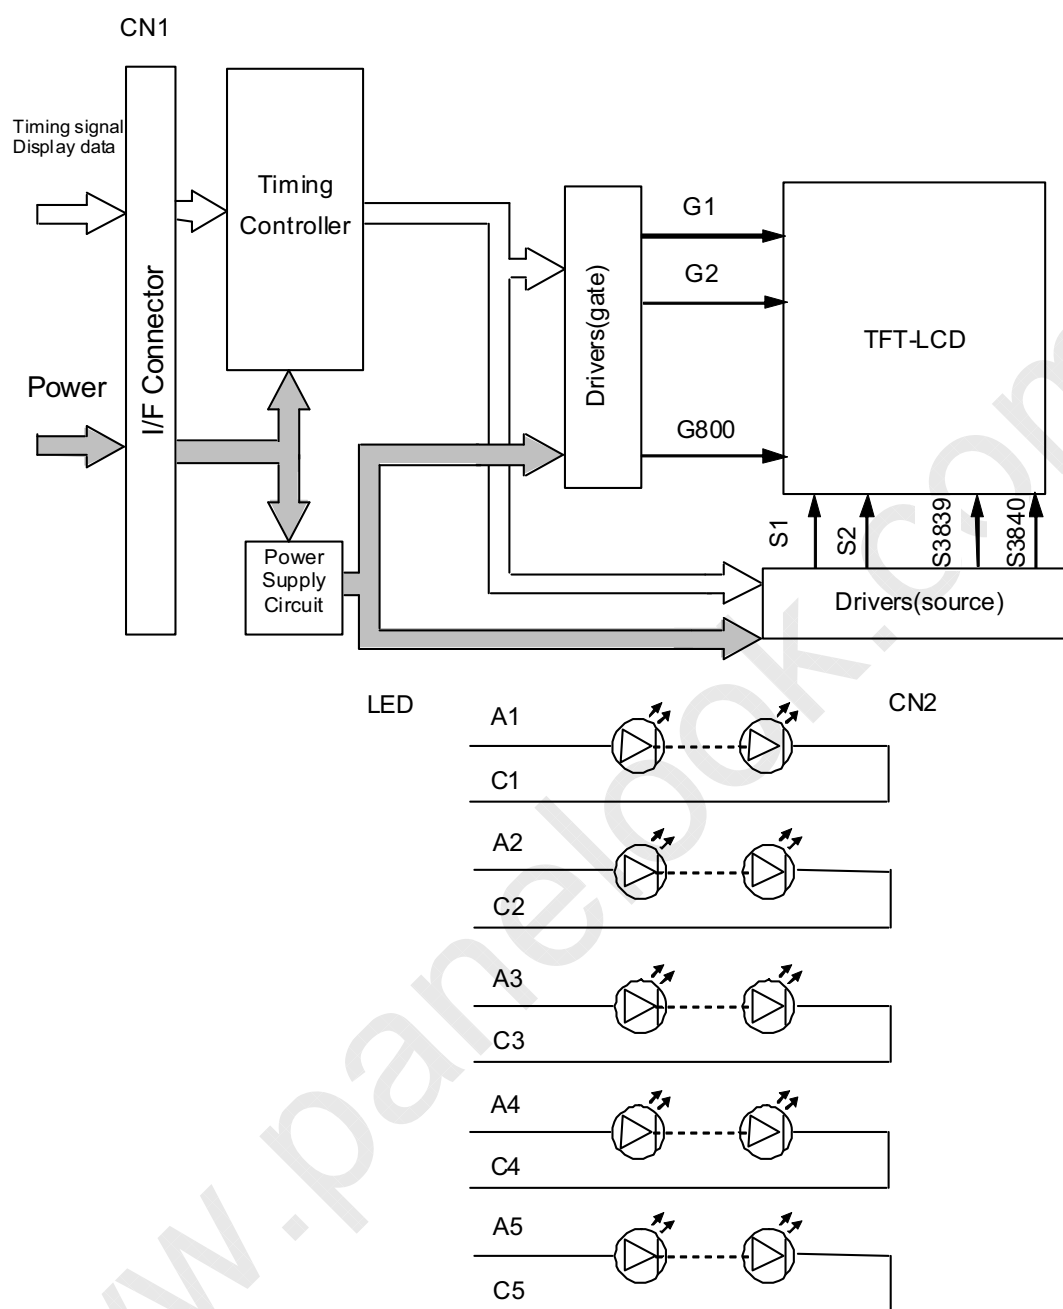 CN1
Timing signal
Display data
Power
I/F Connector
Timing
Controller
Power
Supply
Circuit
Drivers(gate)
G1
G2
G800
TFT-LCD
S1
S2
S3839
S3840
Drivers(source)
LED
CN2
A1
C1
A2
C2
A3
C3
A4
C4
A5
C5
w.panelook.com